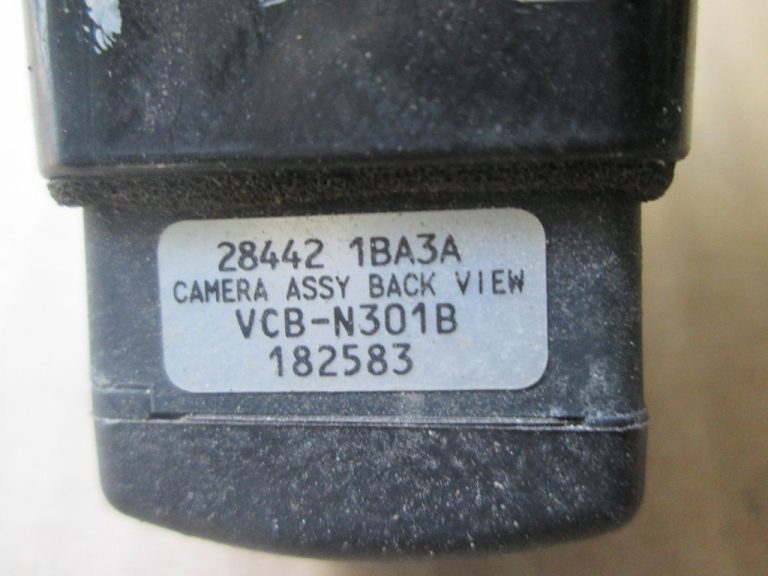 28442 1BA3A
CAMERA ASSY BACK VIEW
VCB-N301B
182583